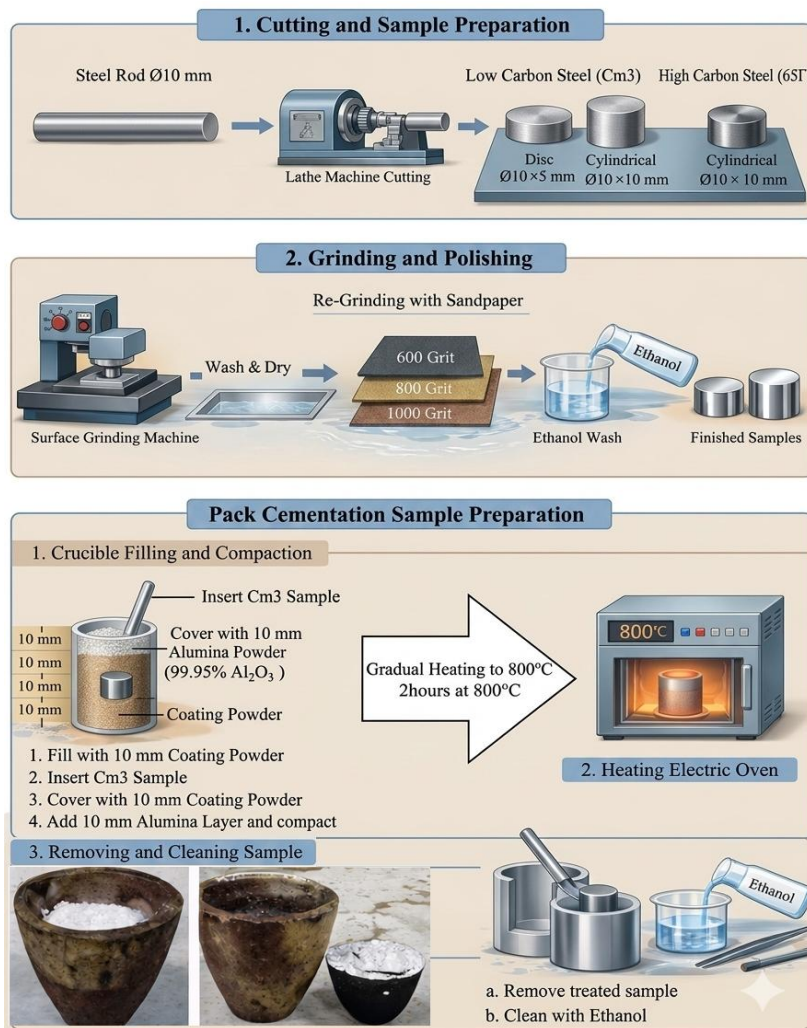 1. Cutting and Sample Preparation
Steel Rod Ø10 mm
Lathe Machine Cutting
Low Carbon Steel (Cm3)
High Carbon Steel (65Г
Disc
Ø10×5 mm
Cylindrical
Ø10×10 mm
Cylindrical
Ø10 × 10 mm
2. Grinding and Polishing
Re-Grinding with Sandpaper
Surface Grinding Machine
Wash & Dry
600 Grit
800 Grit
1000 Grit
Ethanol
Ethanol Wash
Finished Samples
Pack Cementation Sample Preparation
1. Crucible Filling and Compaction
10 mm
10 mm
10 mm
10 mm
Insert Cm3 Sample
Cover with 10 mm
Alumina Powder
(99.95% Al₂O₃ )
Coating Powder
1. Fill with 10 mm Coating Powder
2. Insert Cm3 Sample
3. Cover with 10 mm Coating Powder
4. Add 10 mm Alumina Layer and compact
Gradual Heating to 800ºC
2hours at 800ºC
800℃
2. Heating Electric Oven
3. Removing and Cleaning Sample
Ethanol
a. Remove treated sample
b. Clean with Ethanol